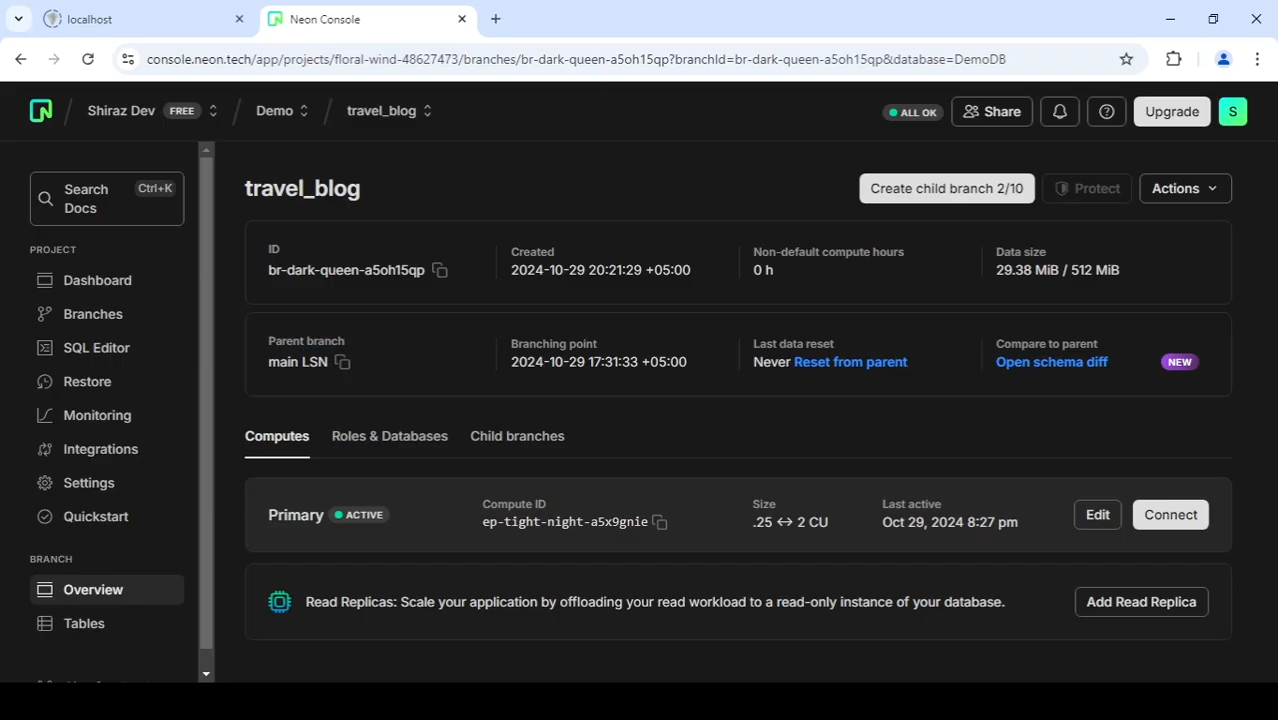 localhost
Neon Console
console.neon.tech/app/projects/floral-wind-48627473/branches/br-dark-queen-a5oh15qp?branchId=br-dark-queen-a5oh15qp&database=DemoDB
Shiraz Dev FREE / Demo / travel_blog
ALL OK
Share
Upgrade
S
Search Docs
Ctrl+K
PROJECT
Dashboard
Branches
SQL Editor
Restore
Monitoring
Integrations
Settings
Quickstart
BRANCH
Overview
Tables
travel_blog
Create child branch 2/10
Protect
Actions
ID
br-dark-queen-a5oh15qp
Created
2024-10-29 20:21:29 +05:00
Non-default compute hours
0 h
Data size
29.38 MiB / 512 MiB
Parent branch
main LSN
Branching point
2024-10-29 17:31:33 +05:00
Last data reset
Never Reset from parent
Compare to parent
Open schema diff
NEW
Computes
Roles & Databases
Child branches
Primary
ACTIVE
Compute ID
ep-tight-night-a5x9gnie
Size
.25 ↔ 2 CU
Last active
Oct 29, 2024 8:27 pm
Edit
Connect
Read Replicas: Scale your application by offloading your read workload to a read-only instance of your database.
Add Read Replica